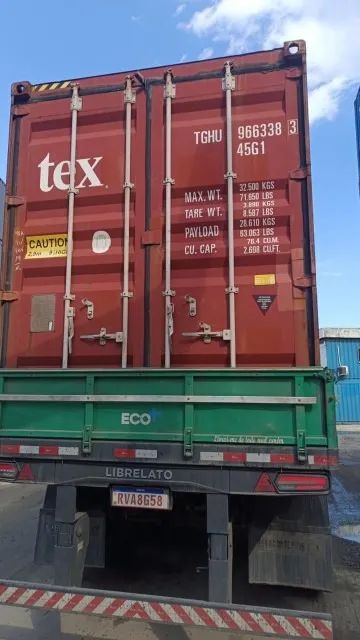 TGHU 966338 3
45G1
tex
MAX. WT. 32.500 KGS
71.650 LBS
TARE WT. 3.890 KGS
8.587 LBS
PAYLOAD 28.610 KGS
63.063 LBS
CU. CAP. 76.4 CU.M.
2.698 CU.FT.
CAUTION
ECO
LIBRELATO
RVA8G58